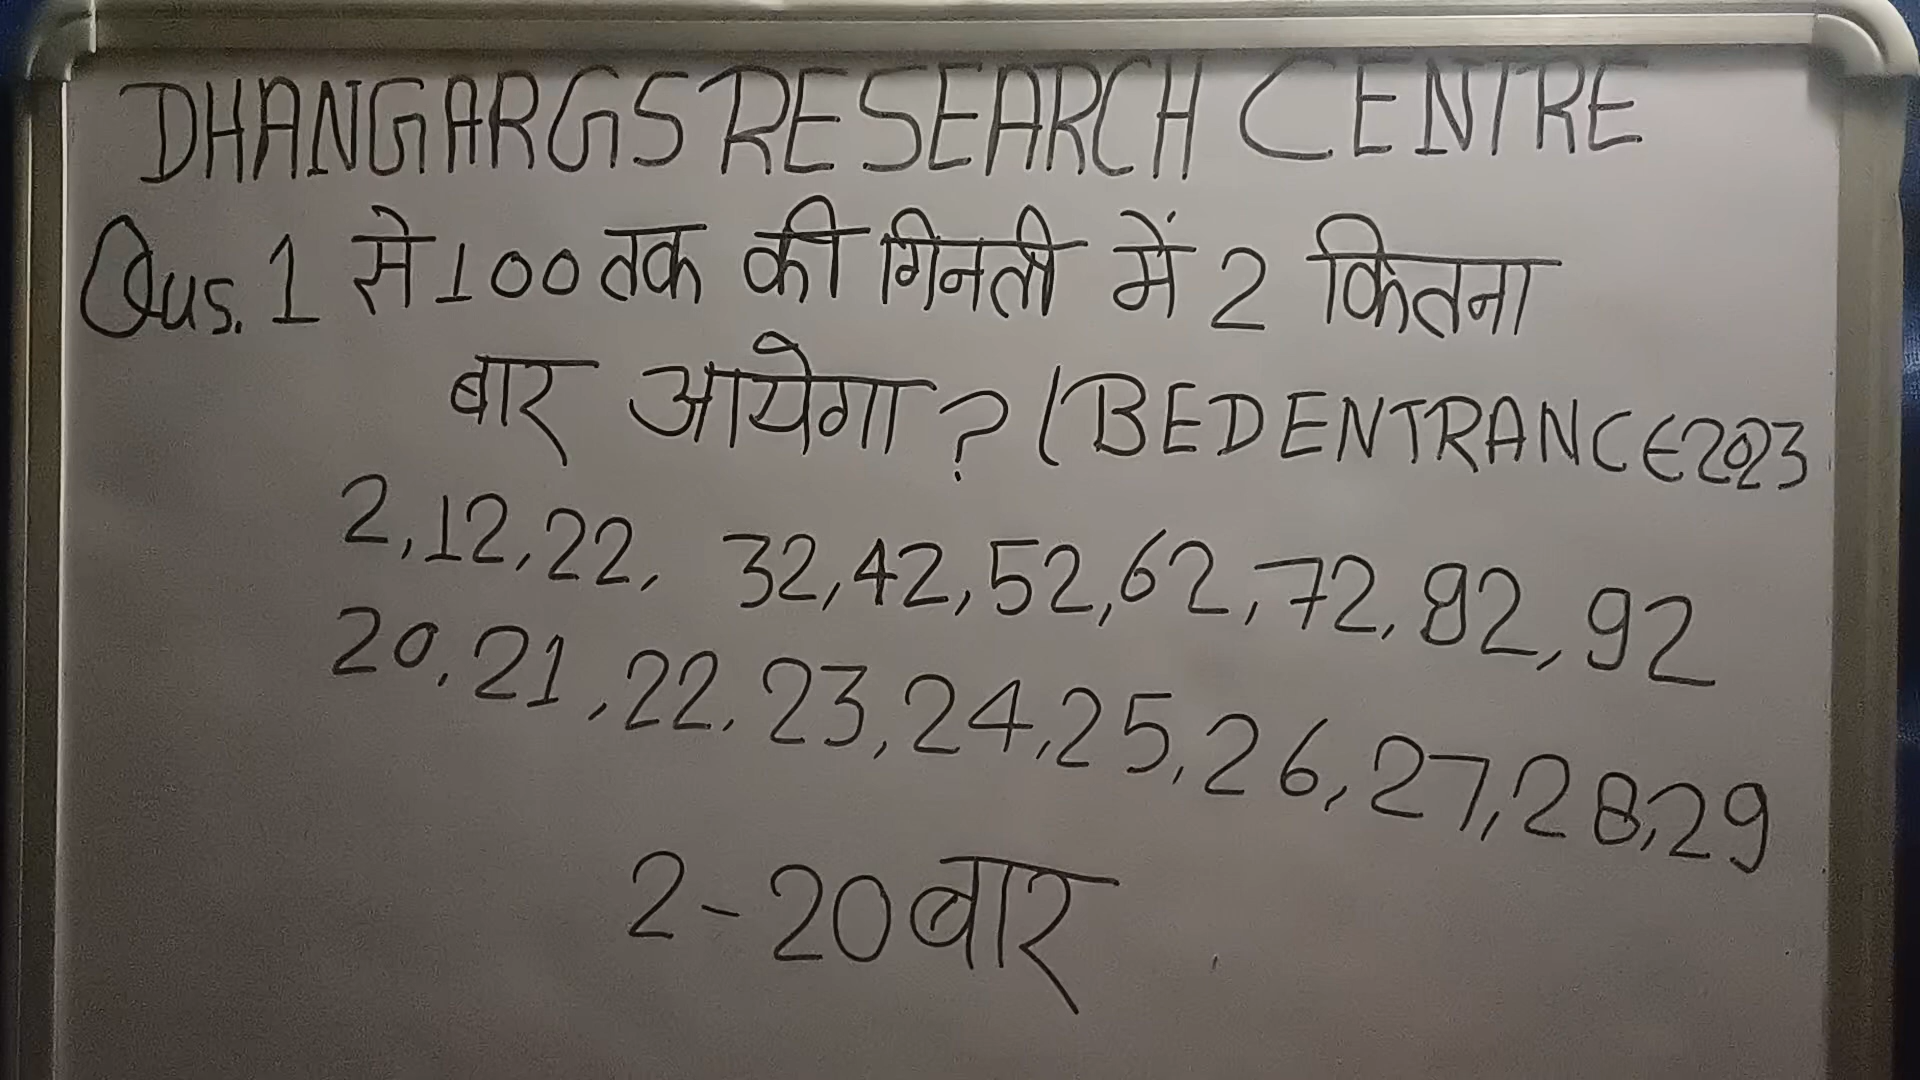 DHANGARGS RESEARCH CENTRE
Qus. 1 से 100 तक की गिनती में 2 कितना
बार आयेगा? (BED ENTRANCE 2023
2, 12, 22, 32, 42, 52, 62, 72, 82, 92
20, 21, 22, 23, 24, 25, 26, 27, 28, 29
2-20 बार